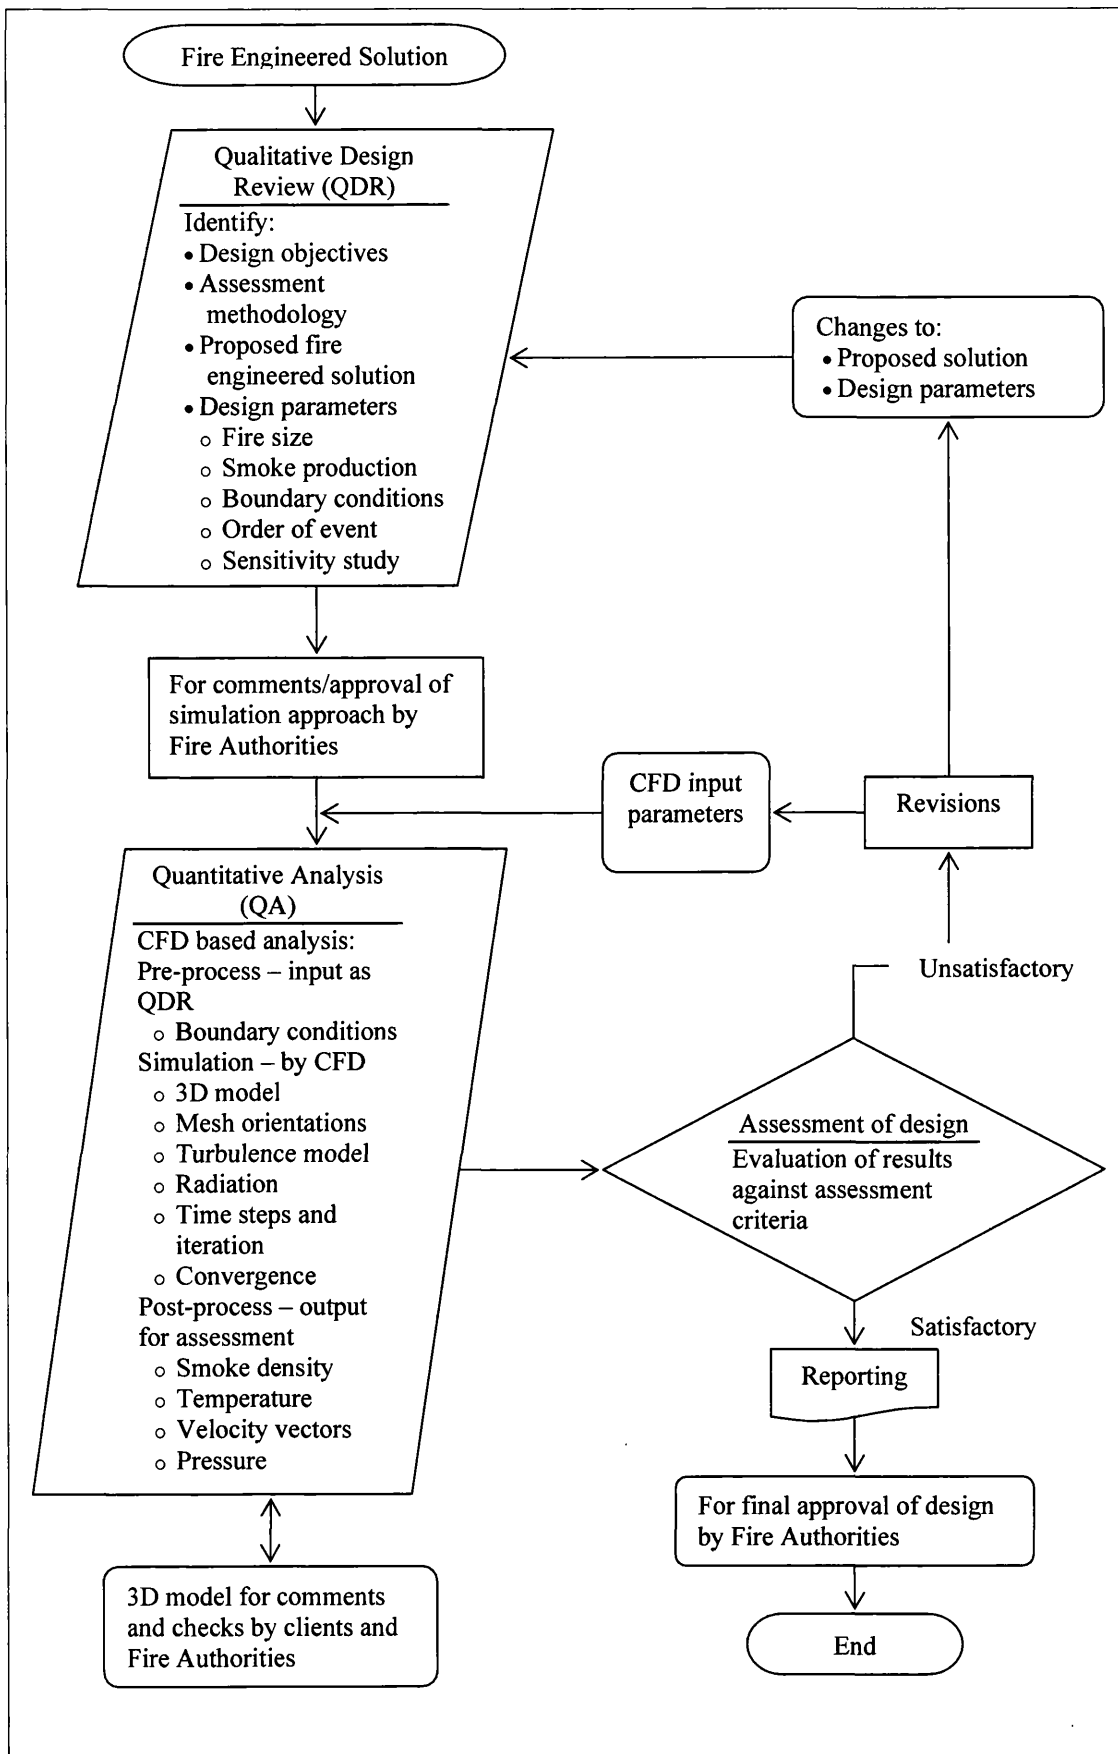 Fire Engineered Solution
Qualitative Design
Review (QDR)
Identify:
• Design objectives
• Assessment
methodology
• Proposed fire
engineered solution
• Design parameters
o Fire size
o Smoke production
o Boundary conditions
o Order of event
o Sensitivity study
Changes to:
• Proposed solution
• Design parameters
For comments/approval of
simulation approach by
Fire Authorities
CFD input
parameters
Revisions
Quantitative Analysis
(QA)
CFD based analysis:
Pre-process – input as
QDR
o Boundary conditions
Simulation – by CFD
o 3D model
o Mesh orientations
o Turbulence model
o Radiation
o Time steps and
iteration
o Convergence
Post-process – output
for assessment
o Smoke density
o Temperature
o Velocity vectors
o Pressure
Unsatisfactory
Assessment of design
Evaluation of results
against assessment
criteria
Satisfactory
Reporting
For final approval of design
by Fire Authorities
3D model for comments
and checks by clients and
Fire Authorities
End